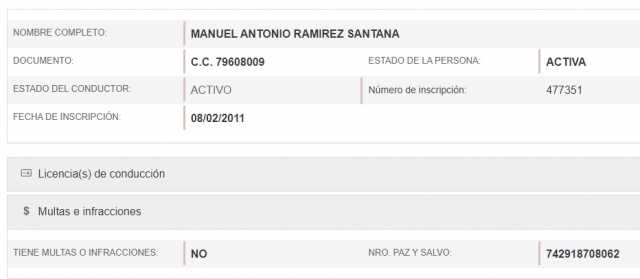 NOMBRE COMPLETO: MANUEL ANTONIO RAMIREZ SANTANA
DOCUMENTO: C.C. 79608009 ESTADO DE LA PERSONA: ACTIVA
ESTADO DEL CONDUCTOR: ACTIVO Número de inscripción: 477351
FECHA DE INSCRIPCIÓN: 08/02/2011
Licencia(s) de conducción
$ Multas e infracciones
TIENE MULTAS O INFRACCIONES: NO NRO. PAZ Y SALVO: 742918708062